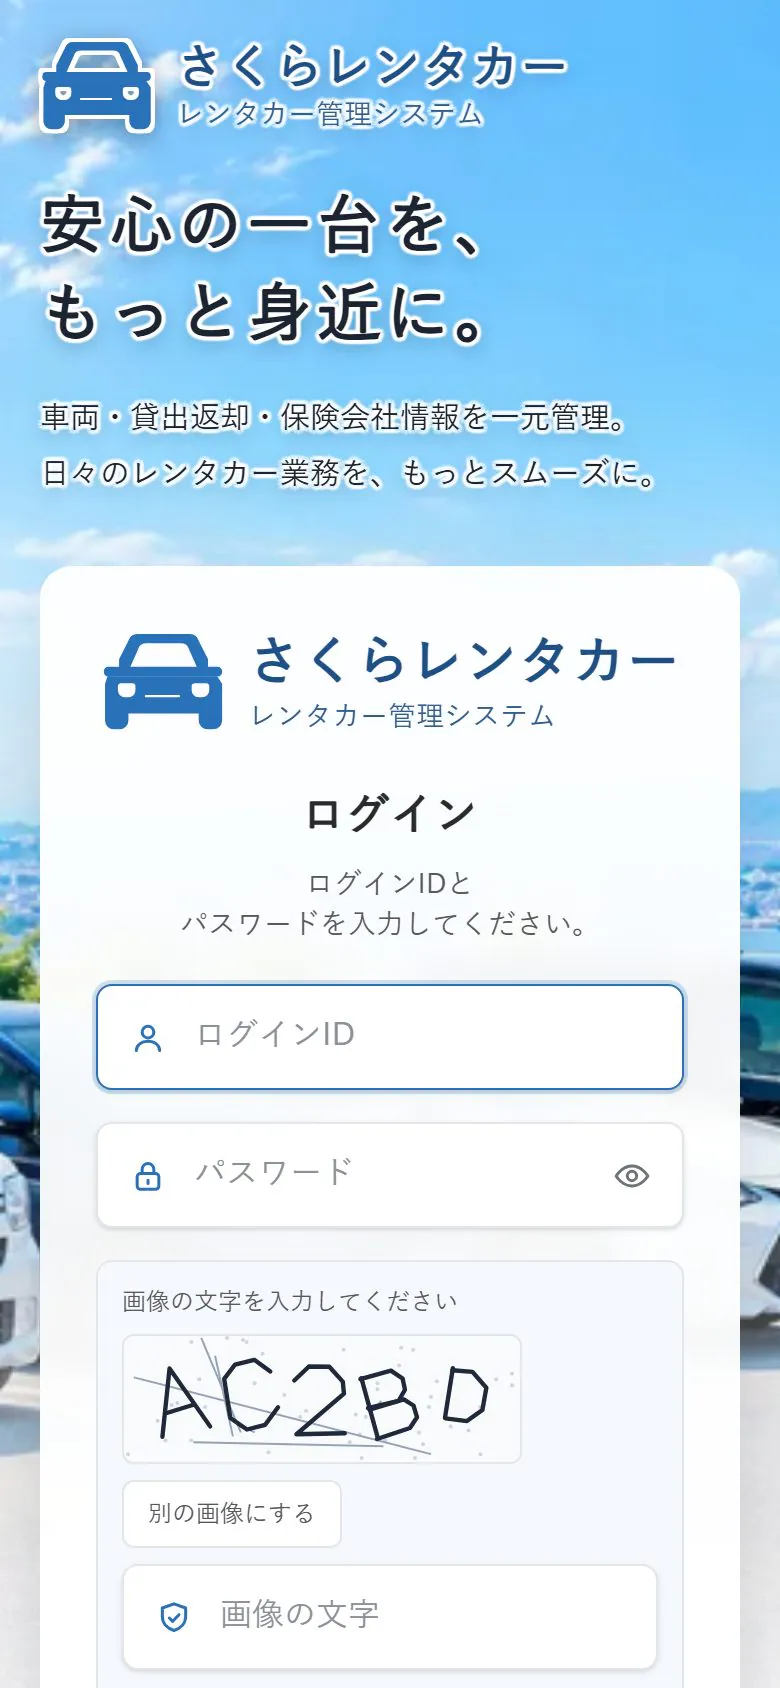 さくらレンタカー
レンタカー管理システム
安心の一台を、
もっと身近に。
車両・貸出返却・保険会社情報を一元管理。
日々のレンタカー業務を、もっとスムーズに。
さくらレンタカー
レンタカー管理システム
ログイン
ログインIDと
パスワードを入力してください。
ログインID
パスワード
画像の文字を入力してください
AC2BD
別の画像にする
画像の文字